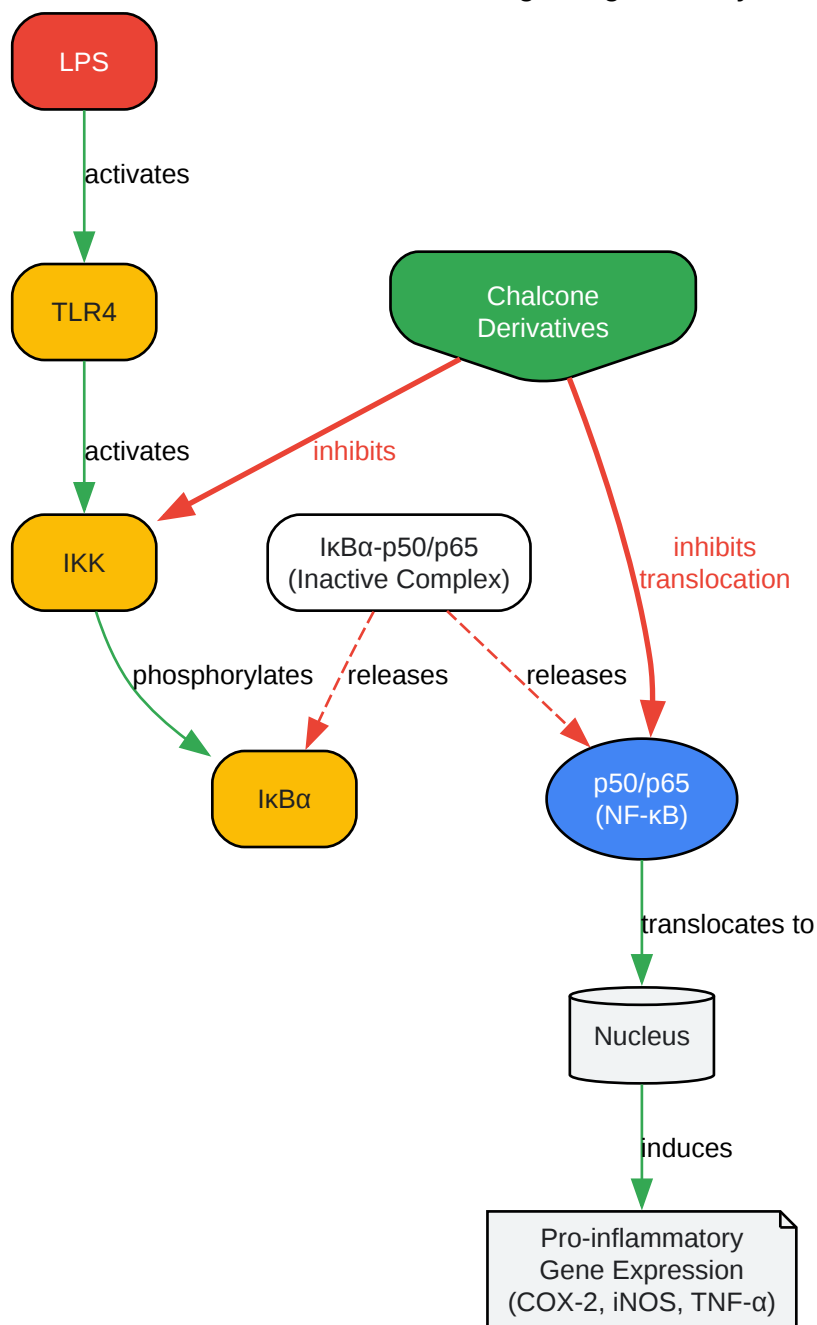 LPS
activates
TLR4
Chalcone
Derivatives
activates
inhibits
IKK
IκBα-p50/p65
(Inactive Complex)
inhibits
translocation
phosphorylates
releases
releases
IκBα
p50/p65
(NF-κB)
translocates to
Nucleus
induces
Pro-inflammatory
Gene Expression
(COX-2, iNOS, TNF-α)